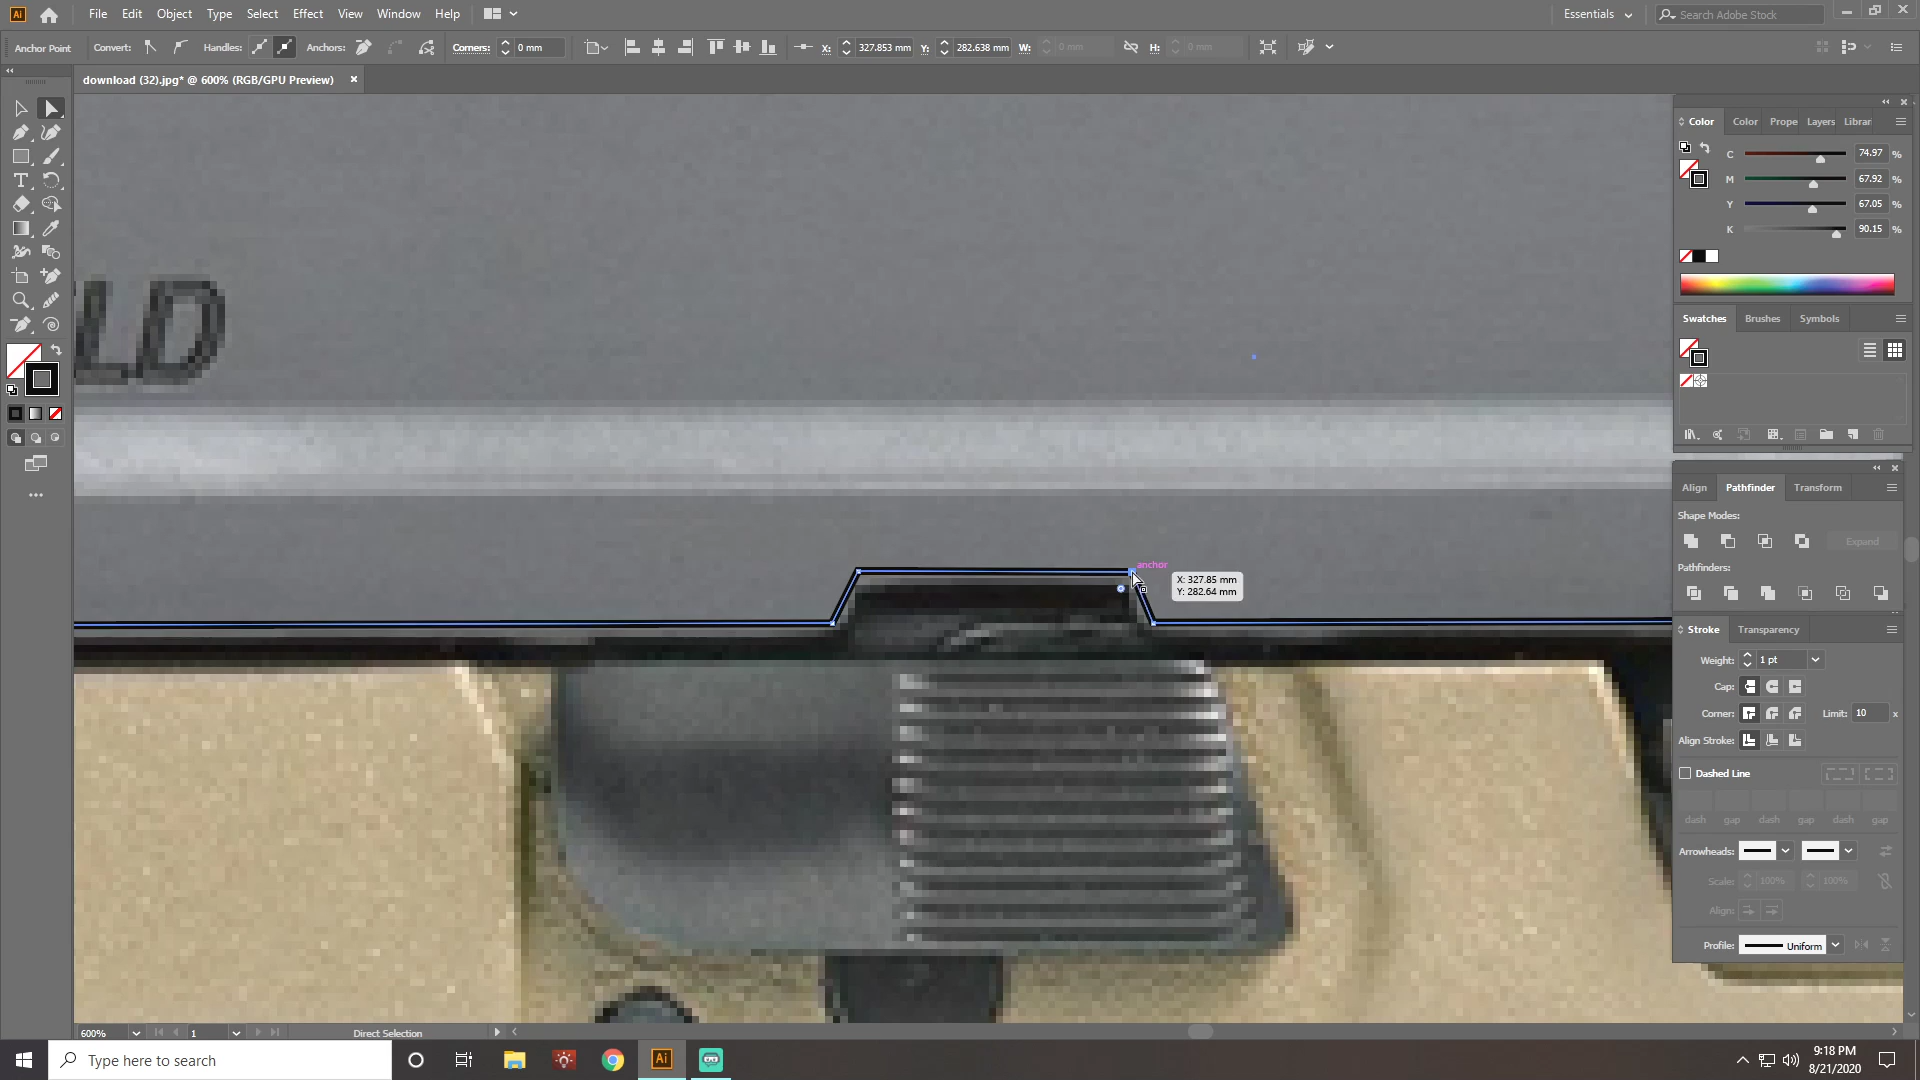 File Edit Object Type Select Effect View Window Help
Essentials
Search Adobe Stock
Anchor Point Convert: Handles: Anchors: Corners: 0 mm X: 327.853 mm Y: 282.638 mm W: 0 mm H: 0 mm
download (32).jpg* @ 600% (RGB/GPU Preview)
Color Color Prope Layers Librar
C 74.97 %
M 67.92 %
Y 67.05 %
K 90.15 %
LD
Swatches Brushes Symbols
Align Pathfinder Transform
Shape Modes:
Expand
Pathfinders:
anchor
X: 327.85 mm
Y: 282.64 mm
Stroke Transparency
Weight: 1 pt
Cap:
Corner: Limit: 10 x
Align Stroke:
Dashed Line
dash gap dash gap dash gap
Arrowheads:
Scale: 100% 100%
Align:
Profile: Uniform
600% 1 Direct Selection
Type here to search
Ai
9:18 PM
8/21/2020